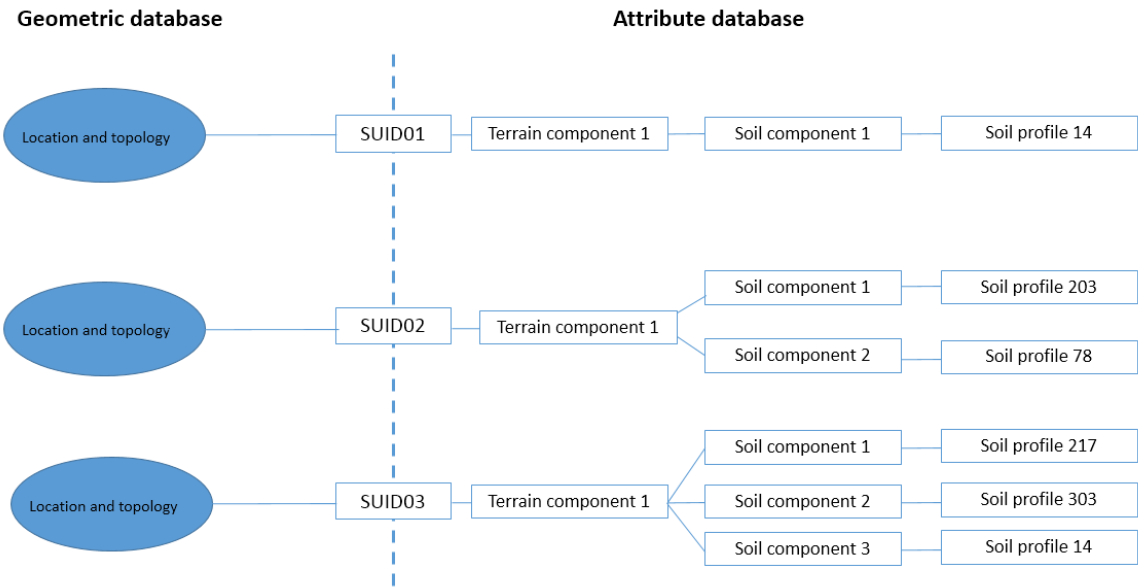 Geometric database
Attribute database
Location and topology
SUID01
Terrain component 1
Soil component 1
Soil profile 14
Location and topology
SUID02
Terrain component 1
Soil component 1
Soil profile 203
Soil component 2
Soil profile 78
Location and topology
SUID03
Terrain component 1
Soil component 1
Soil profile 217
Soil component 2
Soil profile 303
Soil component 3
Soil profile 14